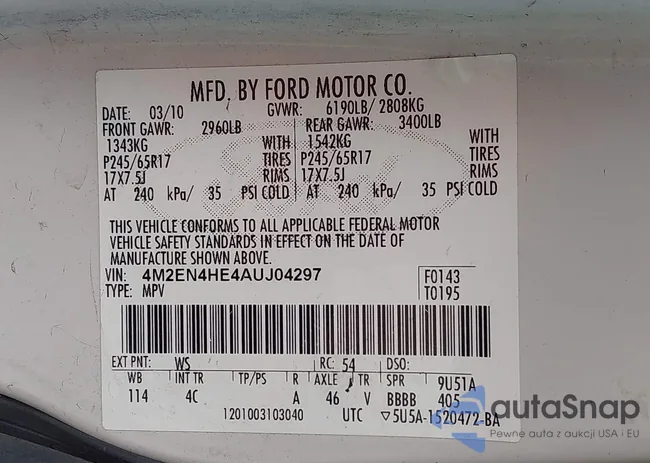 MFD. BY FORD MOTOR CO.
DATE: 03/10 GVWR: 6190LB/ 2808KG
FRONT GAWR: 2960LB REAR GAWR: 3400LB
1343KG WITH 1542KG WITH
P245/65R17 TIRES P245/65R17 TIRES
17X7.5J RIMS 17X7.5J RIMS
AT 240 kPa/ 35 PSI COLD AT 240 kPa/ 35 PSI COLD
THIS VEHICLE CONFORMS TO ALL APPLICABLE FEDERAL MOTOR
VEHICLE SAFETY STANDARDS IN EFFECT ON THE DATE OF
MANUFACTURE SHOWN ABOVE.
VIN: 4M2EN4HE4AUJ04297 F0143
TYPE: MPV T0195
EXT PNT: WS RC: 54 DSO:
WB INT TR TP/PS R AXLE TR SPR 9U51A
114 4C A 46 V BBBB 405
1201003103040 UTC ▽5U5A-1520472-BA
autaSnap
Pewne auta z aukcji USA i EU